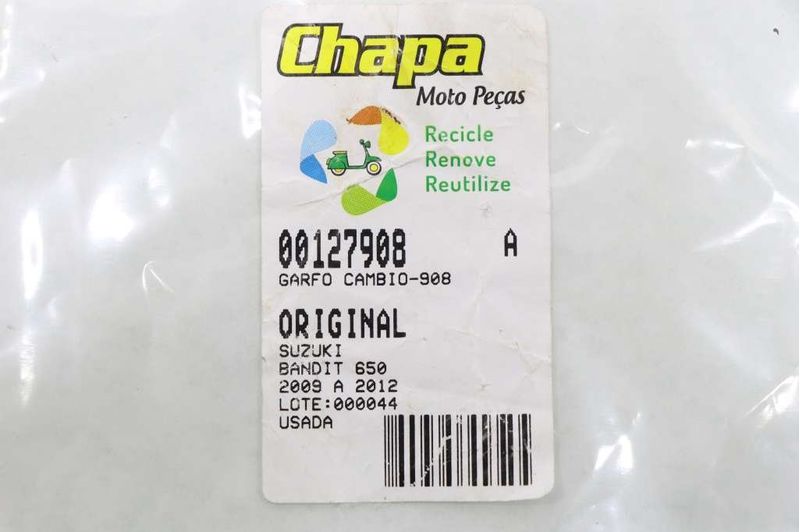 Chapa
Moto Peças
Recicle
Renove
Reutilize
00127908 A
GARFO CAMBIO-908
ORIGINAL
SUZUKI
BANDIT 650
2009 A 2012
LOTE:000044
USADA